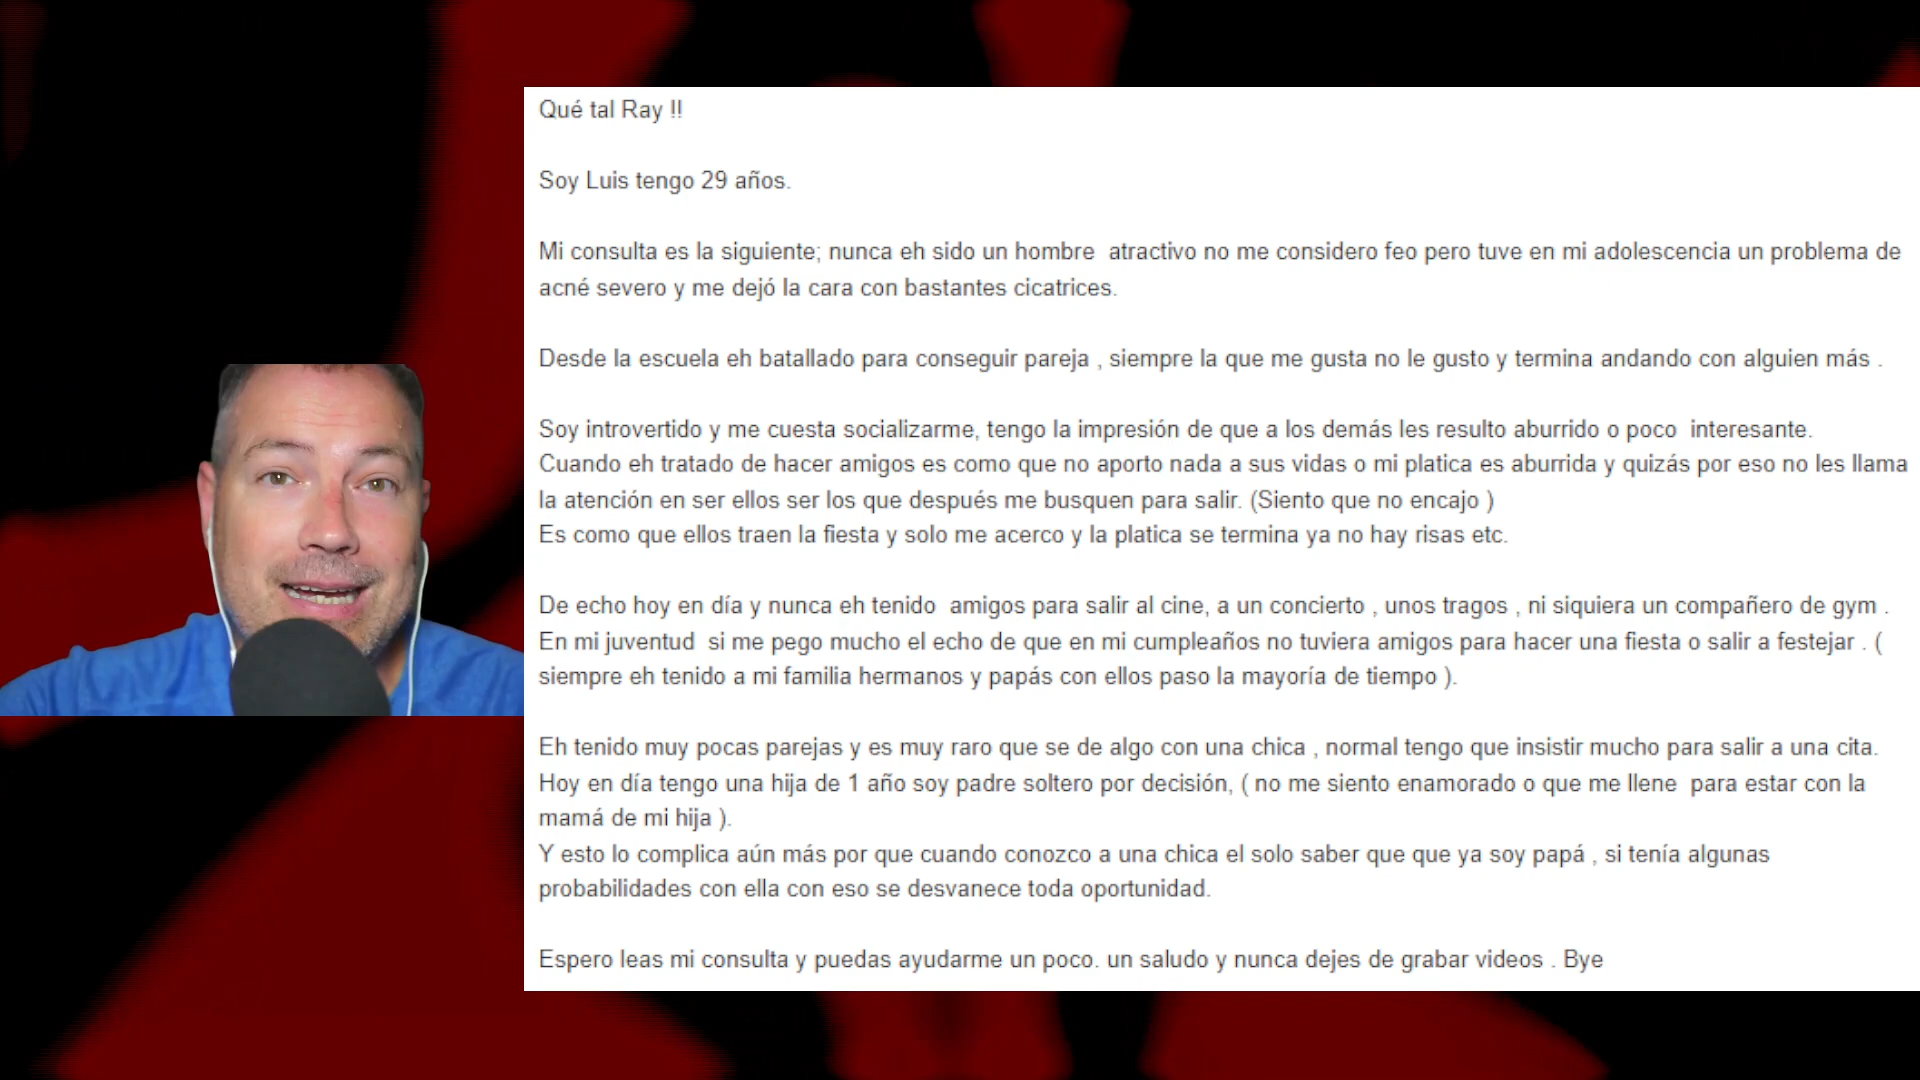 Qué tal Ray !!
Soy Luis tengo 29 años.
Mi consulta es la siguiente; nunca eh sido un hombre  atractivo no me considero feo pero tuve en mi adolescencia un problema de
acné severo y me dejó la cara con bastantes cicatrices.
Desde la escuela eh batallado para conseguir pareja , siempre la que me gusta no le gusto y termina andando con alguien más .
Soy introvertido y me cuesta socializarme, tengo la impresión de que a los demás les resulto aburrido o poco  interesante.
Cuando eh tratado de hacer amigos es como que no aporto nada a sus vidas o mi platica es aburrida y quizás por eso no les llama
la atención en ser ellos ser los que después me busquen para salir. (Siento que no encajo )
Es como que ellos traen la fiesta y solo me acerco y la platica se termina ya no hay risas etc.
De echo hoy en día y nunca eh tenido  amigos para salir al cine, a un concierto , unos tragos , ni siquiera un compañero de gym .
En mi juventud  si me pego mucho el echo de que en mi cumpleaños no tuviera amigos para hacer una fiesta o salir a festejar . (
siempre eh tenido a mi familia hermanos y papás con ellos paso la mayoría de tiempo ).
Eh tenido muy pocas parejas y es muy raro que se de algo con una chica , normal tengo que insistir mucho para salir a una cita.
Hoy en día tengo una hija de 1 año soy padre soltero por decisión, ( no me siento enamorado o que me llene  para estar con la
mamá de mi hija ).
Y esto lo complica aún más por que cuando conozco a una chica el solo saber que que ya soy papá , si tenía algunas
probabilidades con ella con eso se desvanece toda oportunidad.
Espero leas mi consulta y puedas ayudarme un poco. un saludo y nunca dejes de grabar videos . Bye